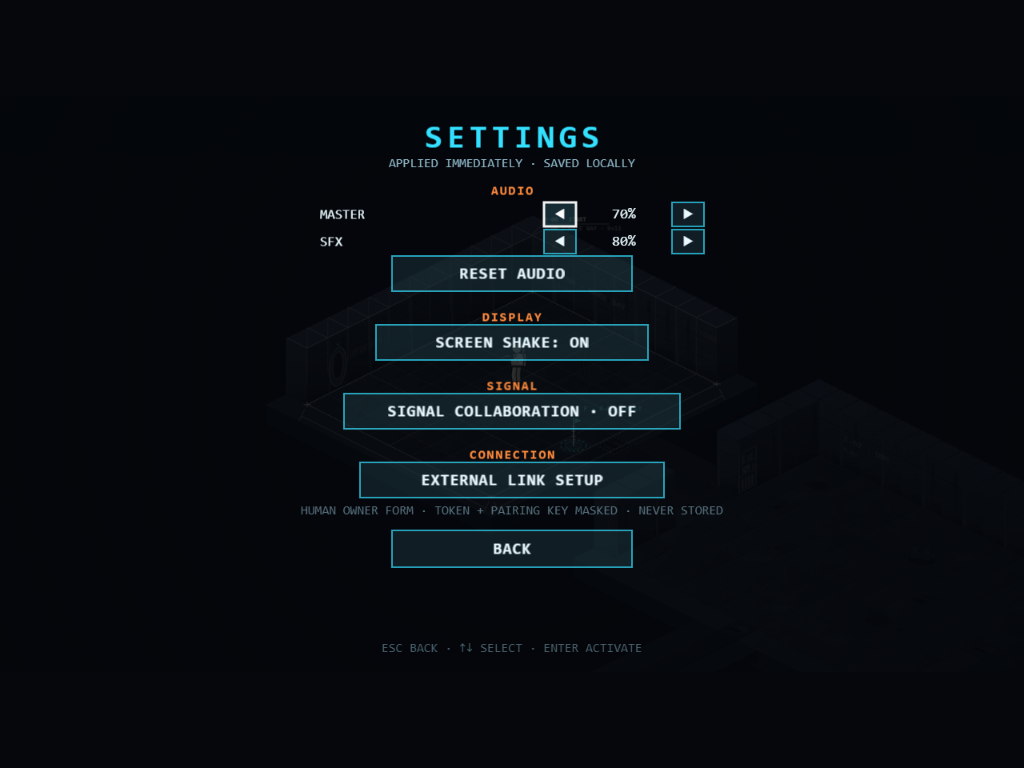 SETTINGS
APPLIED IMMEDIATELY · SAVED LOCALLY
AUDIO
MASTER ◀ 70% ▶
SFX ◀ 80% ▶
RESET AUDIO
DISPLAY
SCREEN SHAKE: ON
SIGNAL
SIGNAL COLLABORATION · OFF
CONNECTION
EXTERNAL LINK SETUP
HUMAN OWNER FORM · TOKEN + PAIRING KEY MASKED · NEVER STORED
BACK
ESC BACK · ↑↓ SELECT · ENTER ACTIVATE